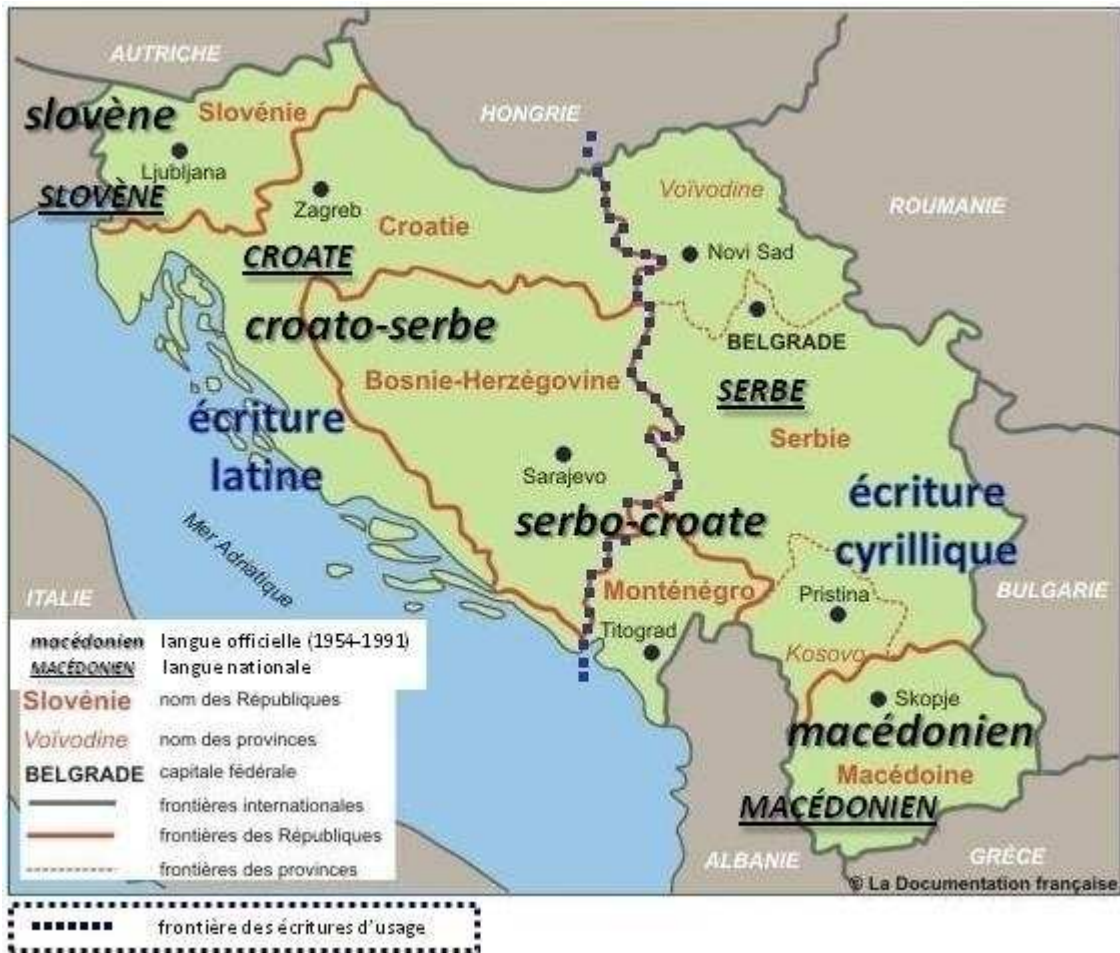 AUTRICHE
slovène
Slovénie
HONGRIE
Ljubljana
Voïvodine
SLOVÈNE
Zagreb
ROUMANIE
Croatie
CROATE
Novi Sad
croato-serbe
BELGRADE
Bosnie-Herzégovine
SERBE
écriture
latine
Serbie
Sarajevo
écriture
cyrillique
serbo-croate
Mer Adriatique
ITALIE
Monténégro
Pristina
BULGARIE
Titograd
Kosovo
Skopje
macédonien
Macédoine
MACÉDONIEN
ALBANIE
GRÈCE
© La Documentation française
macédonien langue officielle (1954-1991)
MACÉDONIEN langue nationale
Slovénie nom des Républiques
Voïvodine nom des provinces
BELGRADE capitale fédérale
frontières internationales
frontières des Républiques
frontières des provinces
frontière des écritures d'usage